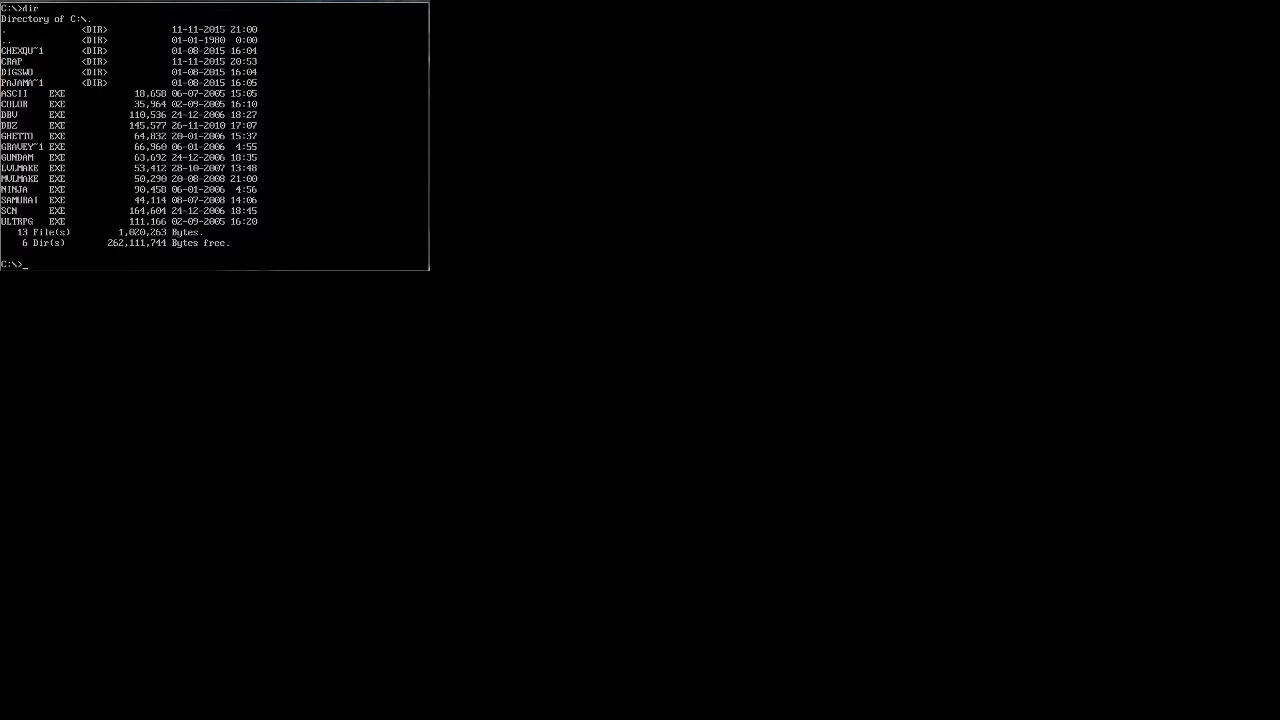 C:\>dir
Directory of C:\.
. <DIR> 11-11-2015 21:00
.. <DIR> 01-01-1980 0:00
CHEXQU~1 <DIR> 01-08-2015 16:04
CRAP <DIR> 11-11-2015 20:53
DIGSWO <DIR> 01-08-2015 16:04
PAJAMA~1 <DIR> 01-08-2015 16:05
ASCII EXE 18,658 06-07-2005 15:05
COLOR EXE 35,964 02-09-2005 16:10
DBV EXE 110,536 24-12-2006 18:27
DDZ EXE 145,577 26-11-2010 17:07
GHETTO EXE 64,832 20-01-2006 15:37
GRAVEY~1 EXE 66,960 06-01-2006 4:55
GUNDAM EXE 63,692 24-12-2006 18:35
LVLMAKE EXE 53,412 28-10-2007 13:48
MVLMAKE EXE 50,290 20-08-2008 21:00
NINJA EXE 90,458 06-01-2006 4:56
SAMURAI EXE 44,114 08-07-2008 14:06
SCN EXE 164,604 24-12-2006 18:45
ULTRPG EXE 111,166 02-09-2005 16:20
13 File(s) 1,020,263 Bytes.
6 Dir(s) 262,111,744 Bytes free.
C:\>_